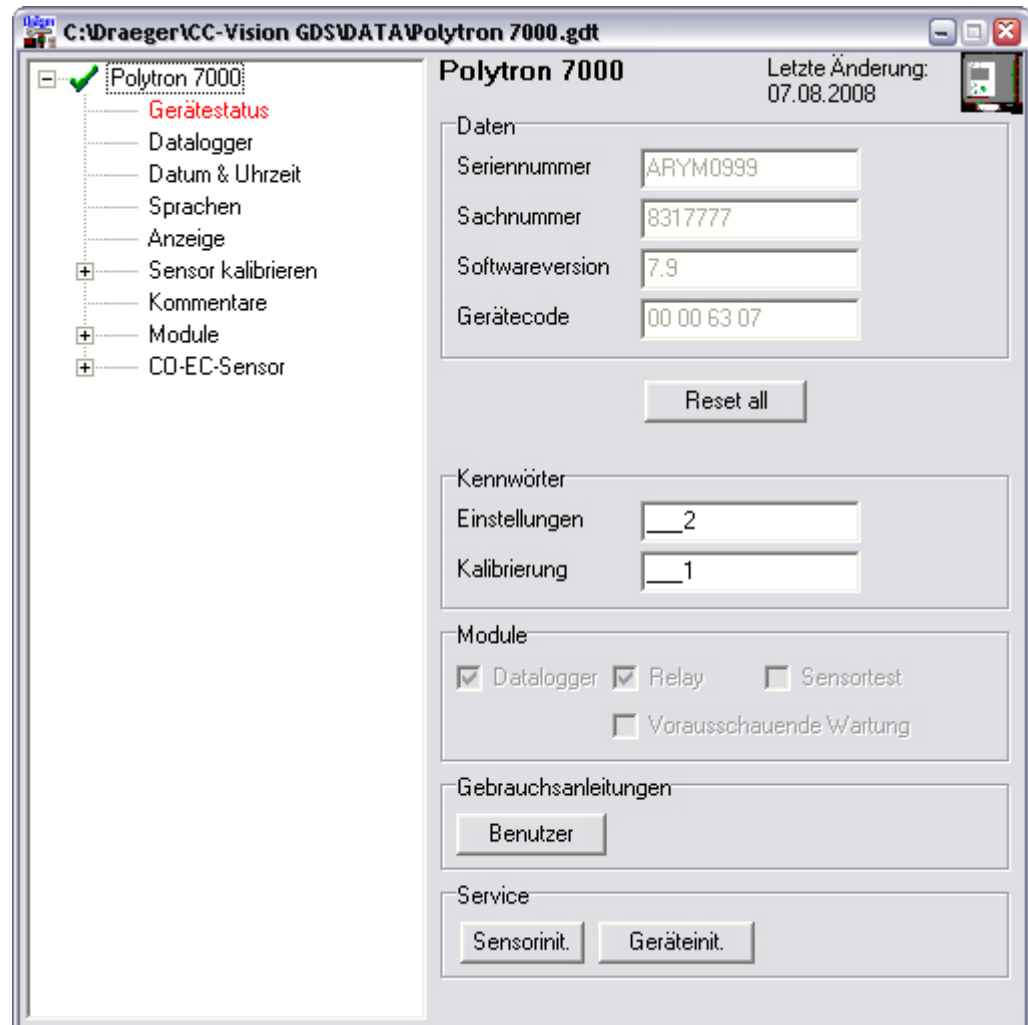 C:\Draeger\CC-Vision GDS\DATA\Polytron 7000.gdt
Polytron 7000
Gerätestatus
Datalogger
Datum & Uhrzeit
Sprachen
Anzeige
Sensor kalibrieren
Kommentare
Module
CO-EC-Sensor
Polytron 7000
Letzte Änderung:
07.08.2008
Daten
Seriennummer ARYM0999
Sachnummer 8317777
Softwareversion 7.9
Gerätecode 00 00 63 07
Reset all
Kennwörter
Einstellungen ___2
Kalibrierung ___1
Module
Datalogger Relay Sensortest
Vorausschauende Wartung
Gebrauchsanleitungen
Benutzer
Service
Sensorinit. Geräteinit.